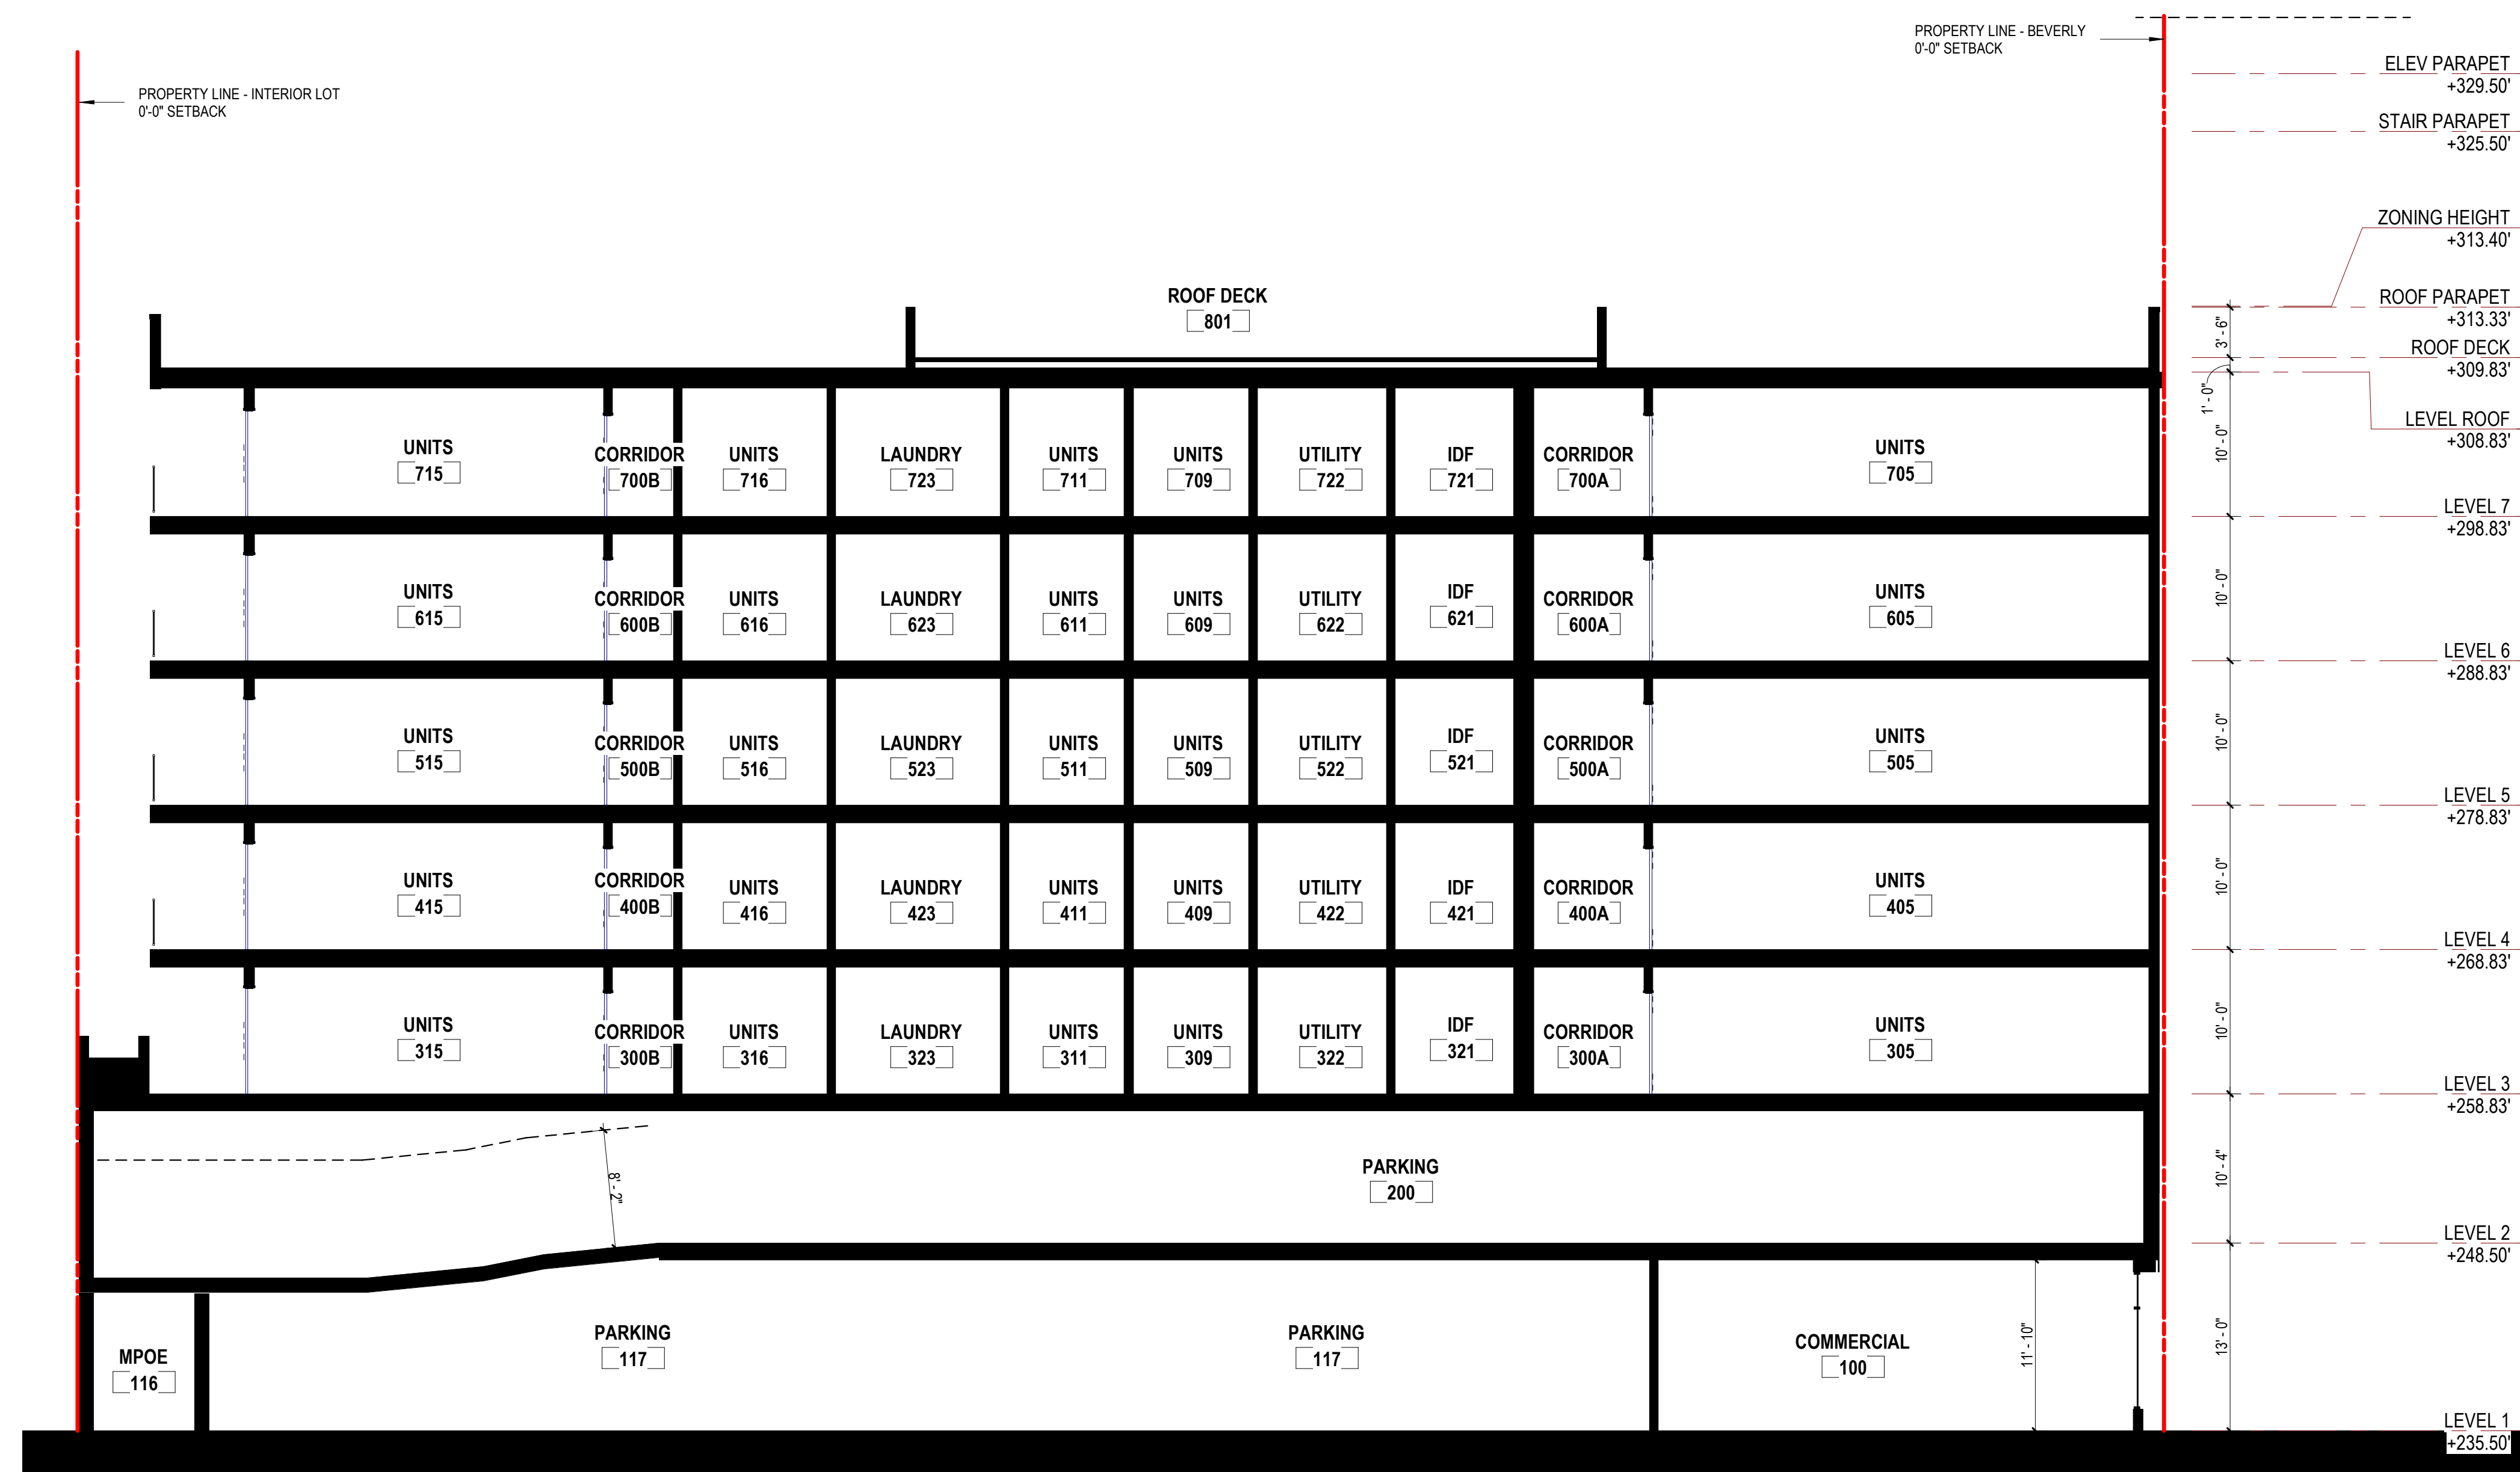 PROPERTY LINE - BEVERLY
0'-0" SETBACK
PROPERTY LINE - INTERIOR LOT
0'-0" SETBACK
ELEV PARAPET
+329.50'
STAIR PARAPET
+325.50'
ZONING HEIGHT
+313.40'
ROOF PARAPET
+313.33'
3' - 6"
ROOF DECK
+309.83'
1' - 0"
LEVEL ROOF
+308.83'
10' - 0"
LEVEL 7
+298.83'
10' - 0"
LEVEL 6
+288.83'
10' - 0"
LEVEL 5
+278.83'
10' - 0"
LEVEL 4
+268.83'
10' - 0"
LEVEL 3
+258.83'
10' - 4"
LEVEL 2
+248.50'
13' - 0"
LEVEL 1
+235.50'
ROOF DECK
801
UNITS
715
CORRIDOR
700B
UNITS
716
LAUNDRY
723
UNITS
711
UNITS
709
UTILITY
722
IDF
721
CORRIDOR
700A
UNITS
705
UNITS
615
CORRIDOR
600B
UNITS
616
LAUNDRY
623
UNITS
611
UNITS
609
UTILITY
622
IDF
621
CORRIDOR
600A
UNITS
605
UNITS
515
CORRIDOR
500B
UNITS
516
LAUNDRY
523
UNITS
511
UNITS
509
UTILITY
522
IDF
521
CORRIDOR
500A
UNITS
505
UNITS
415
CORRIDOR
400B
UNITS
416
LAUNDRY
423
UNITS
411
UNITS
409
UTILITY
422
IDF
421
CORRIDOR
400A
UNITS
405
UNITS
315
CORRIDOR
300B
UNITS
316
LAUNDRY
323
UNITS
311
UNITS
309
UTILITY
322
IDF
321
CORRIDOR
300A
UNITS
305
8' - 2"
PARKING
200
MPOE
116
PARKING
117
PARKING
117
COMMERCIAL
100
11' - 10"